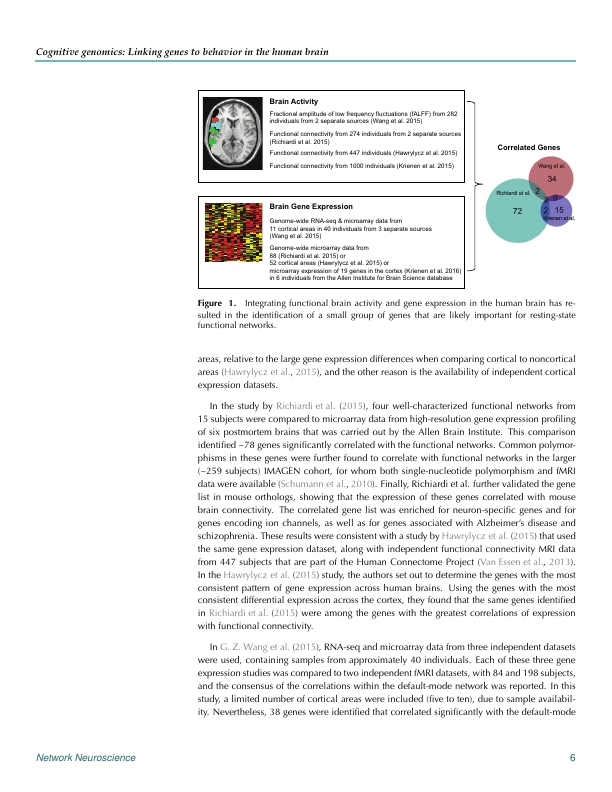 Cognitive genomics: Linking genes to behavior in the human brain
Brain Activity
Fractional amplitude of low frequency fluctuations (fALFF) from 282
individuals from 2 separate sources (Wang et al. 2015)
Functional connectivity from 274 individuals from 2 separate sources
(Richiardi et al. 2015)
Functional connectivity from 447 individuals (Hawrylycz et al. 2015)
Functional connectivity from 1000 individuals (Krienen et al. 2015)
Brain Gene Expression
Genome-wide RNA-seq & microarray data from
11 cortical areas in 40 individuals from 3 separate sources
(Wang et al. 2015)
Genome-wide microarray data from
88 (Richiardi et al. 2015) or
52 cortical areas (Hawrylycz et al. 2015) or
microarray expression of 19 genes in the cortex (Krienen et al. 2016)
in 6 individuals from the Allen Institute for Brain Science database
Correlated Genes
Wang et al.
34
Richiardi et al.
2
0
72
2
15
Krienen et al.
Figure 1. Integrating functional brain activity and gene expression in the human brain has re-
sulted in the identification of a small group of genes that are likely important for resting-state
functional networks.
areas, relative to the large gene expression differences when comparing cortical to noncortical
areas (Hawrylycz et al., 2015), and the other reason is the availability of independent cortical
expression datasets.
In the study by Richiardi et al. (2015), four well-characterized functional networks from
15 subjects were compared to microarray data from high-resolution gene expression profiling
of six postmortem brains that was carried out by the Allen Brain Institute. This comparison
identified ~78 genes significantly correlated with the functional networks. Common polymor-
phisms in these genes were further found to correlate with functional networks in the larger
(~259 subjects) IMAGEN cohort, for whom both single-nucleotide polymorphism and fMRI
data were available (Schumann et al., 2010). Finally, Richiardi et al. further validated the gene
list in mouse orthologs, showing that the expression of these genes correlated with mouse
brain connectivity. The correlated gene list was enriched for neuron-specific genes and for
genes encoding ion channels, as well as for genes associated with Alzheimer's disease and
schizophrenia. These results were consistent with a study by Hawrylycz et al. (2015) that used
the same gene expression dataset, along with independent functional connectivity MRI data
from 447 subjects that are part of the Human Connectome Project (Van Essen et al., 2013).
In the Hawrylycz et al. (2015) study, the authors set out to determine the genes with the most
consistent pattern of gene expression across human brains. Using the genes with the most
consistent differential expression across the cortex, they found that the same genes identified
in Richiardi et al. (2015) were among the genes with the greatest correlations of expression
with functional connectivity.
In G. Z. Wang et al. (2015), RNA-seq and microarray data from three independent datasets
were used, containing samples from approximately 40 individuals. Each of these three gene
expression studies was compared to two independent fMRI datasets, with 84 and 198 subjects,
and the consensus of the correlations within the default-mode network was reported. In this
study, a limited number of cortical areas were included (five to ten), due to sample availabil-
ity. Nevertheless, 38 genes were identified that correlated significantly with the default-mode
Network Neuroscience
6